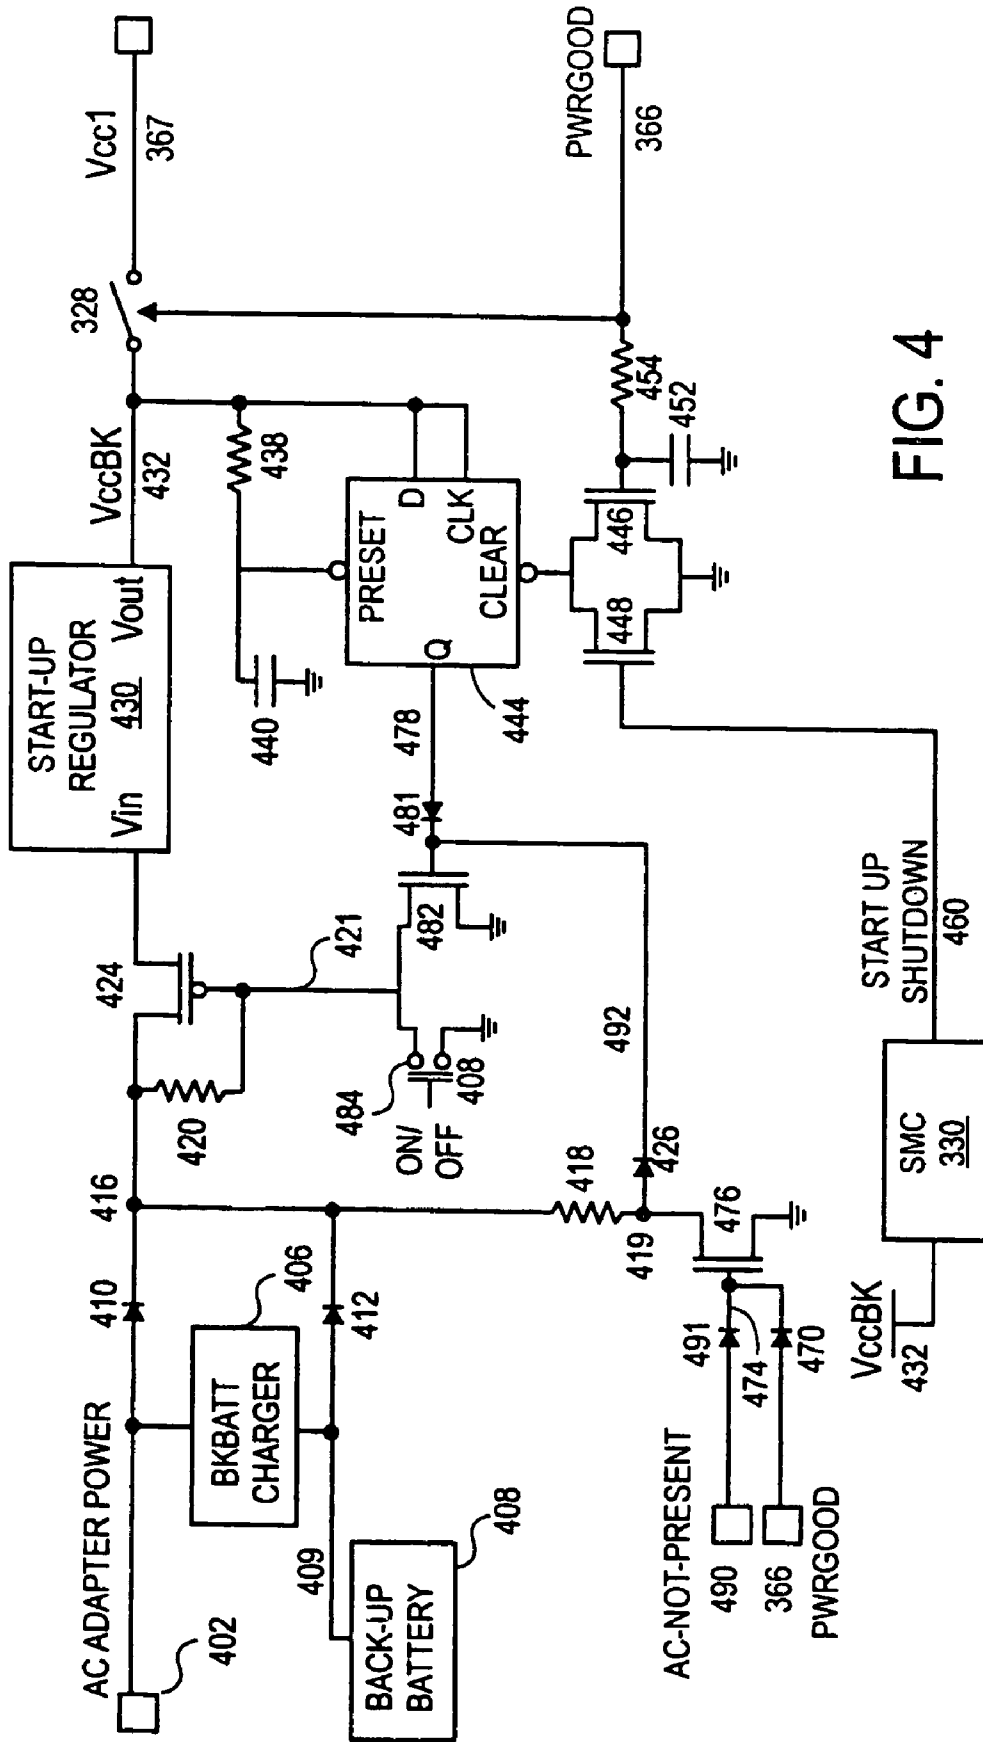 AC ADAPTER POWER
402
410
416
420
424
START-UP
REGULATOR
430
Vin
Vout
VccBK
432
328
Vcc1
367
BKBATT
CHARGER
406
409
412
BACK-UP
BATTERY
408
421
484
408
ON/
OFF
482
481
478
440
438
PRESET
D
CLK
CLEAR
Q
444
448
446
452
454
PWRGOOD
366
418
419
426
492
476
AC-NOT-PRESENT
490
491
474
470
366
PWRGOOD
VccBK
432
SMC
330
START UP
SHUTDOWN
460
FIG. 4